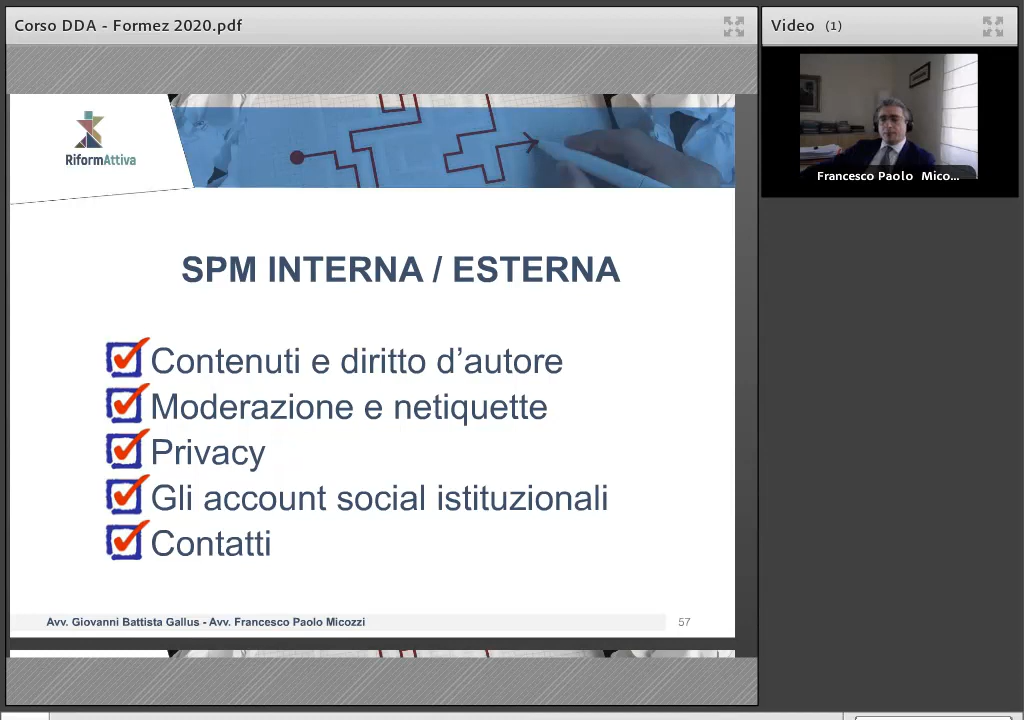 Corso DDA - Formez 2020.pdf
Video (1)
RiformAttiva
Francesco Paolo Mico...
SPM INTERNA / ESTERNA
Contenuti e diritto d’autore
Moderazione e netiquette
Privacy
Gli account social istituzionali
Contatti
Avv. Giovanni Battista Gallus - Avv. Francesco Paolo Micozzi
57